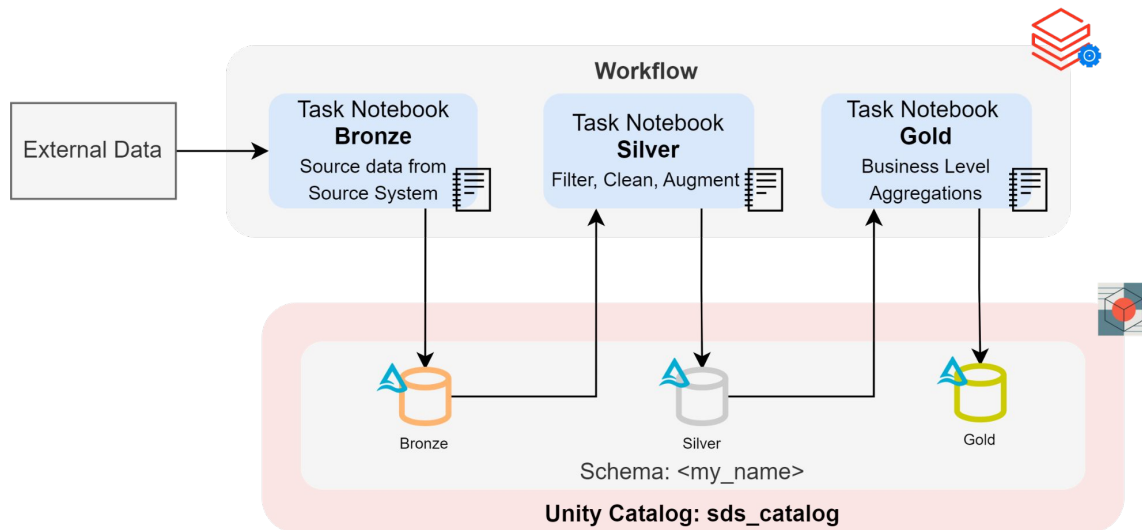 Workflow
External Data
Task Notebook
Bronze
Source data from
Source System
Task Notebook
Silver
Filter, Clean, Augment
Task Notebook
Gold
Business Level
Aggregations
Bronze
Silver
Gold
Schema: <my_name>
Unity Catalog: sds_catalog